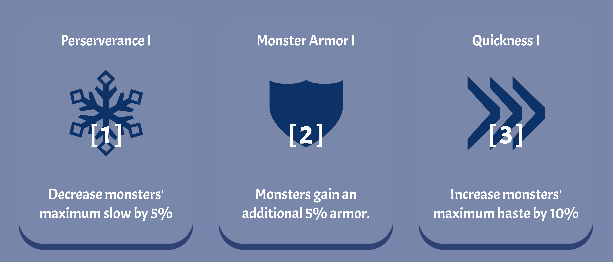 Perserverance I
[1]
Decrease monsters'
maximum slow by 5%
Monster Armor I
[2]
Monsters gain an
additional 5% armor.
Quickness I
[3]
Increase monsters'
maximum haste by 10%